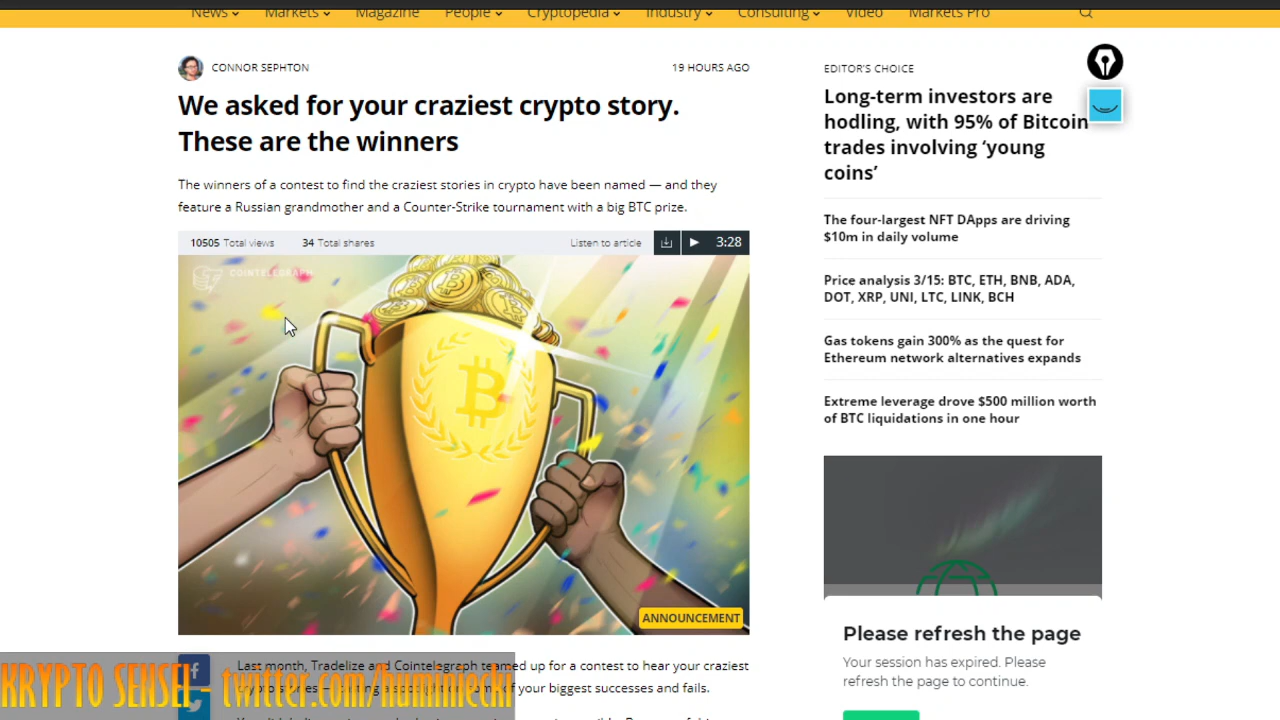 News Markets Magazine People Cryptopedia Industry Consulting Video Markets Pro
CONNOR SEPHTON
19 HOURS AGO
We asked for your craziest crypto story.
These are the winners
The winners of a contest to find the craziest stories in crypto have been named — and they
feature a Russian grandmother and a Counter-Strike tournament with a big BTC prize.
10505 Total views 34 Total shares Listen to article 3:28
COINTELEGRAPH
ANNOUNCEMENT
Last month, Tradelize and Cointelegraph teamed up for a contest to hear your craziest
crypto stories — of your biggest successes and fails.
EDITOR'S CHOICE
Long-term investors are
hodling, with 95% of Bitcoin
trades involving ‘young
coins’
The four-largest NFT DApps are driving
$10m in daily volume
Price analysis 3/15: BTC, ETH, BNB, ADA,
DOT, XRP, UNI, LTC, LINK, BCH
Gas tokens gain 300% as the quest for
Ethereum network alternatives expands
Extreme leverage drove $500 million worth
of BTC liquidations in one hour
Please refresh the page
Your session has expired. Please
refresh the page to continue.
KRYPTO SENSEI - twitter.com/huminiecki